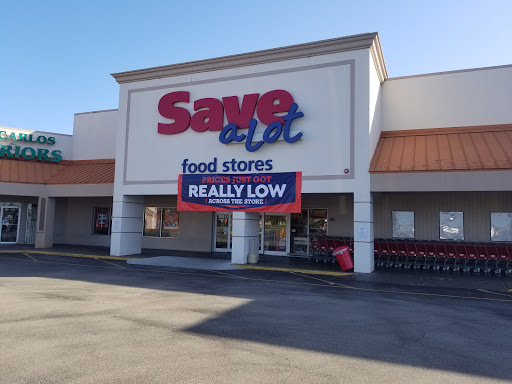 CARLOS
RIORS
Save
a lot
food stores
PRICES JUST GOT
REALLY LOW
ACROSS THE STORE